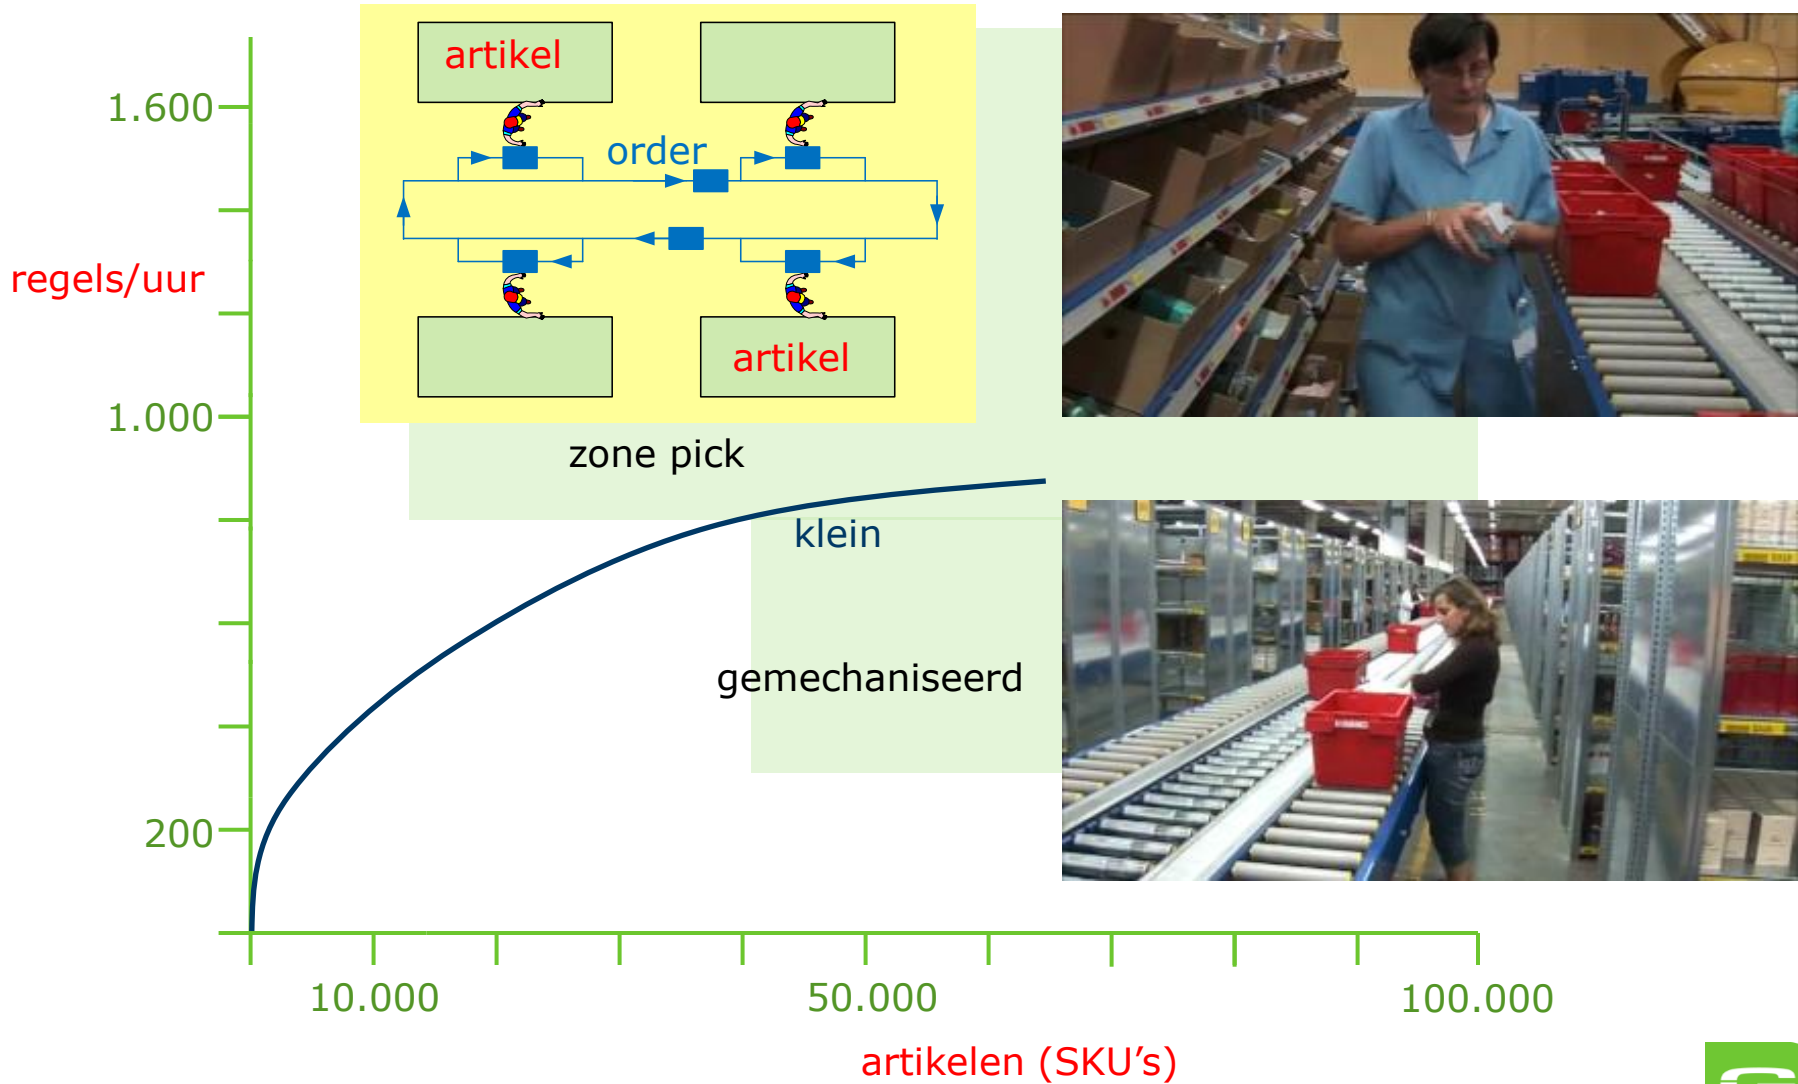 artikel
1.600
order
regels/uur
artikel
1.000
zone pick
klein
gemechaniseerd
200
10.000
50.000
100.000
artikelen (SKU's)